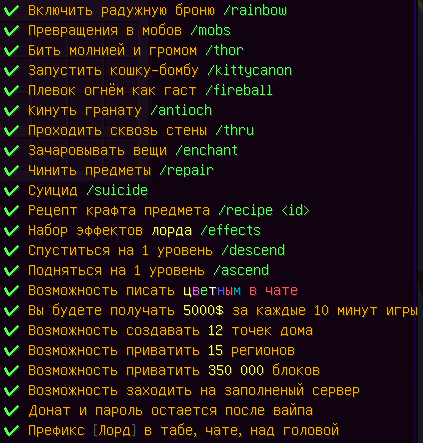 ✔ Включить радужную броню /rainbow
✔ Превращения в мобов /mobs
✔ Бить молнией и громом /thor
✔ Запустить кошку-бомбу /kittycanon
✔ Плевок огнём как гаст /fireball
✔ Кинуть гранату /antioch
✔ Проходить сквозь стены /thru
✔ Зачаровывать вещи /enchant
✔ Чинить предметы /repair
✔ Суицид /suicide
✔ Рецепт крафта предмета /recipe <id>
✔ Набор эффектов лорда /effects
✔ Спуститься на 1 уровень /descend
✔ Подняться на 1 уровень /ascend
✔ Возможность писать цветным в чате
✔ Вы будете получать 5000$ за каждые 10 минут игры
✔ Возможность создавать 12 точек дома
✔ Возможность приватить 15 регионов
✔ Возможность приватить 350 000 блоков
✔ Возможность заходить на заполненый сервер
✔ Донат и пароль остается после вайпа
✔ Префикс [Лорд] в табе, чате, над головой